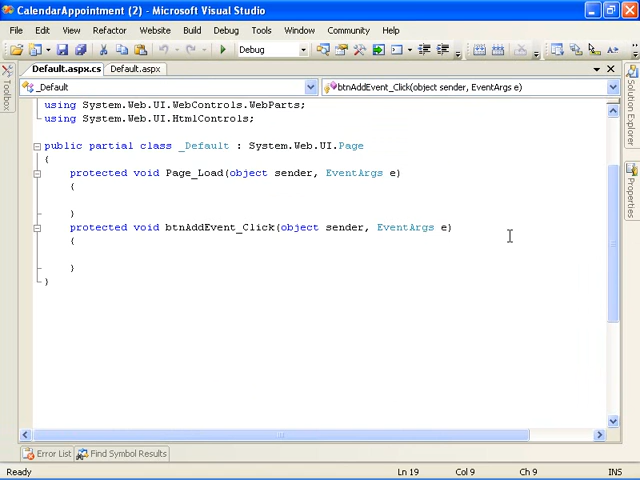 CalendarAppointment (2) - Microsoft Visual Studio
File Edit View Refactor Website Build Debug Tools Window Community Help
Debug
Default.aspx.cs Default.aspx
_Default btnAddEvent_Click(object sender, EventArgs e)
Toolbox
Solution Explorer
Properties
using System.Web.UI.WebControls.WebParts;
using System.Web.UI.HtmlControls;
public partial class _Default : System.Web.UI.Page
{
protected void Page_Load(object sender, EventArgs e)
{
}
protected void btnAddEvent_Click(object sender, EventArgs e)
{
}
}
Error List Find Symbol Results
Ready Ln 19 Col 9 Ch 9 INS